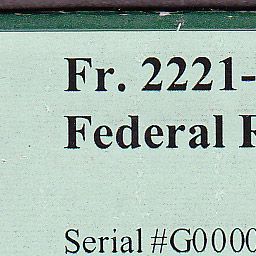 Fr. 2221-
Federal R
Serial #G0000